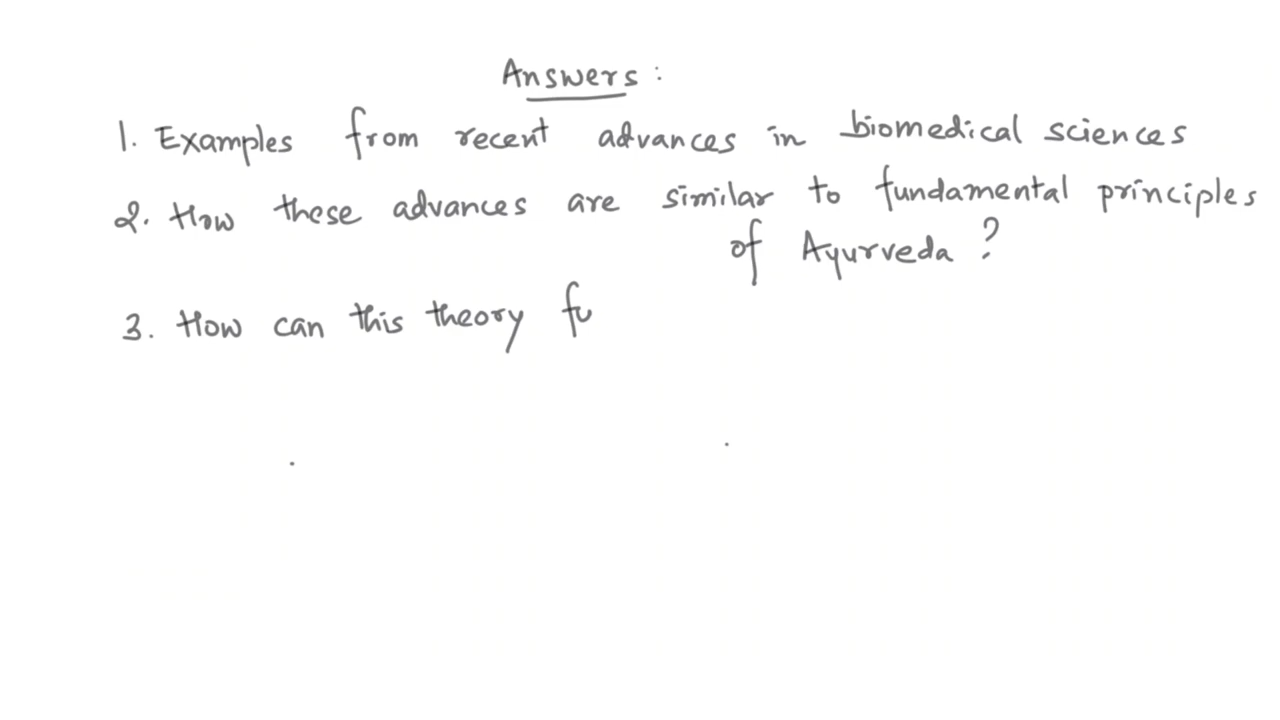 Answers :
1. Examples from recent advances in biomedical sciences
2. How these advances are similar to fundamental principles
of Ayurveda ?
3. How can this theory fu